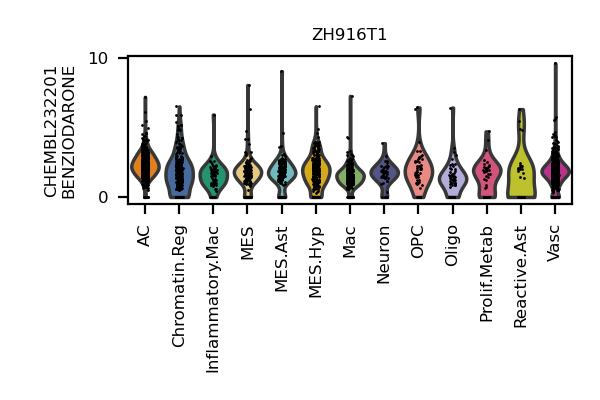 ZH916T1
CHEMBL232201
BENZIODARONE
10
0
AC
Chromatin.Reg
Inflammatory.Mac
MES
MES.Ast
MES.Hyp
Mac
Neuron
OPC
Oligo
Prolif.Metab
Reactive.Ast
Vasc